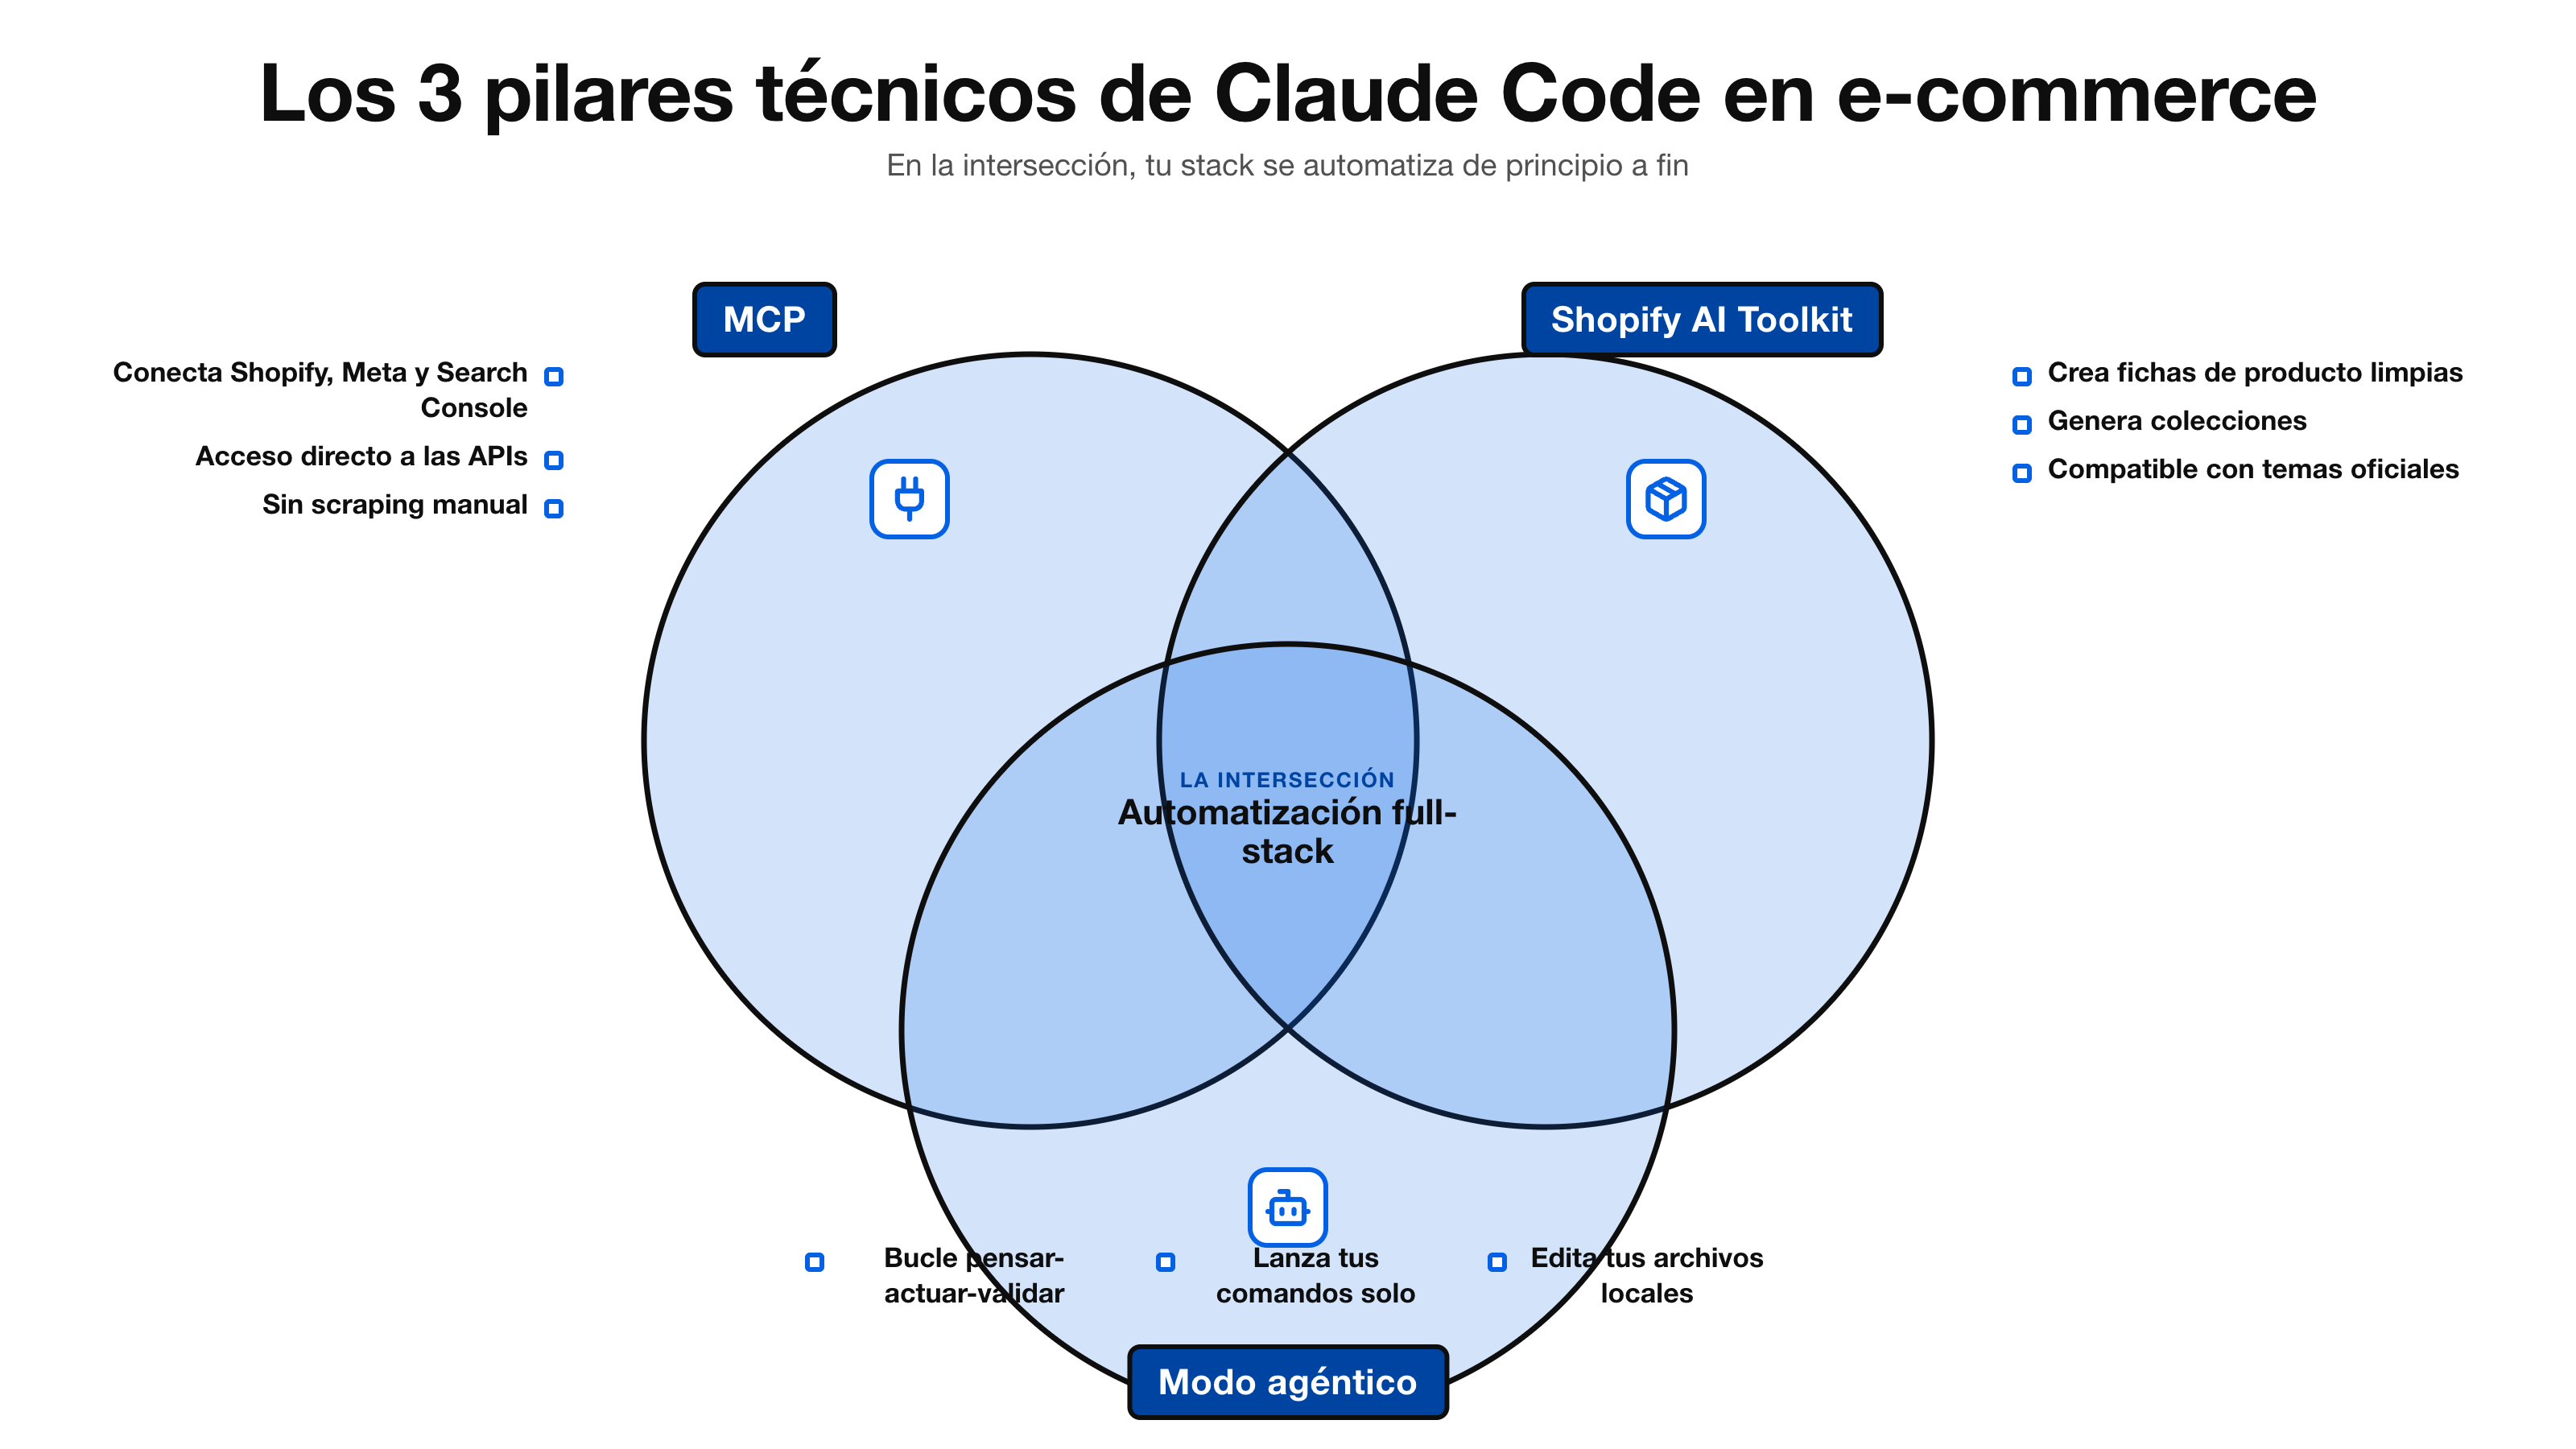 Los 3 pilares técnicos de Claude Code en e-commerce
En la intersección, tu stack se automatiza de principio a fin
MCP
Conecta Shopify, Meta y Search
Console
Acceso directo a las APIs
Sin scraping manual
Shopify AI Toolkit
Crea fichas de producto limpias
Genera colecciones
Compatible con temas oficiales
LA INTERSECCIÓN
Automatización full-
stack
Bucle pensar-
actuar-validar
Lanza tus
comandos solo
Edita tus archivos
locales
Modo agéntico